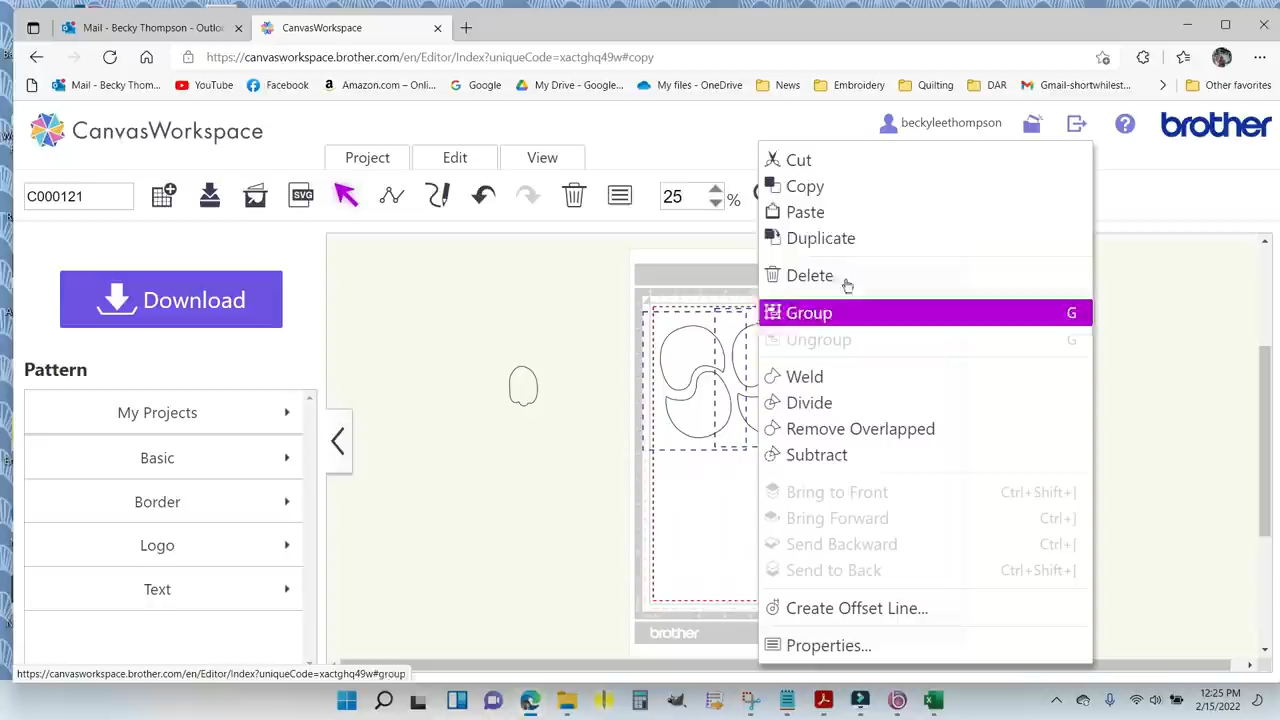 Mail - Becky Thompson - Outlo
CanvasWorkspace
https://canvasworkspace.brother.com/en/Editor/Index?uniqueCode=xactghq49w#copy
Mail - Becky Thom...
YouTube
Facebook
Amazon.com – Onli...
Google
My Drive - Google...
My files - OneDrive
News
Embroidery
Quilting
DAR
Gmail-shortwhilest...
Other favorites
CanvasWorkspace
beckyleethompson
brother
Project
Edit
View
C000121
SVG
25
%
Download
Pattern
My Projects
Basic
Border
Logo
Text
Cut
Copy
Paste
Duplicate
Delete
Group G
Ungroup G
Weld
Divide
Remove Overlapped
Subtract
Bring to Front Ctrl+Shift+]
Bring Forward Ctrl+]
Send Backward Ctrl+[
Send to Back Ctrl+Shift+[
Create Offset Line...
Properties...
brother
https://canvasworkspace.brother.com/en/Editor/Index?uniqueCode=xactghq49w#group
12:25 PM
2/15/2022